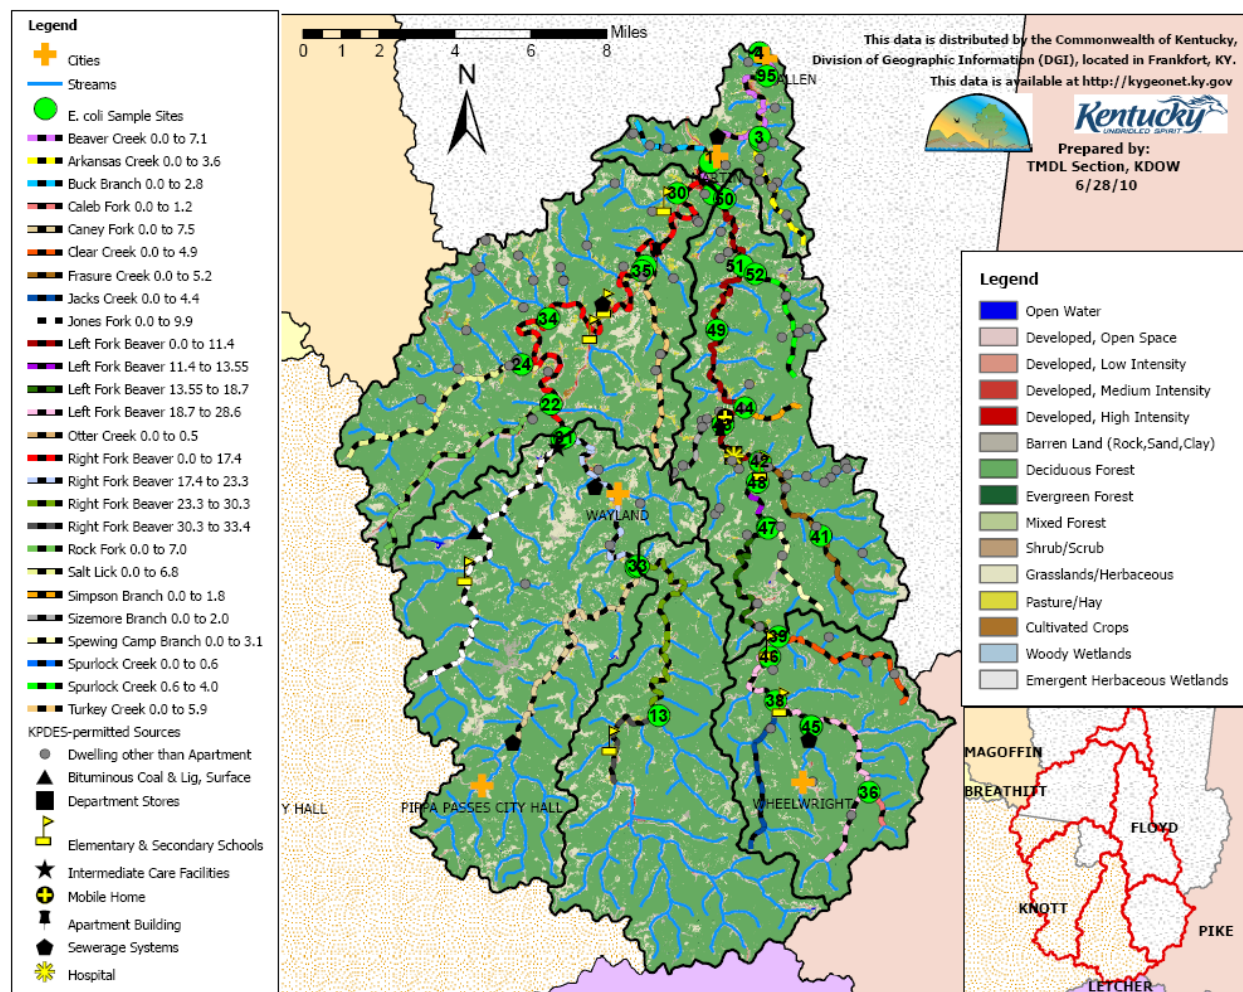 Legend
Cities
Streams
E. coli Sample Sites
Beaver Creek 0.0 to 7.1
Arkansas Creek 0.0 to 3.6
Buck Branch 0.0 to 2.8
Caleb Fork 0.0 to 1.2
Caney Fork 0.0 to 7.5
Clear Creek 0.0 to 4.9
Frasure Creek 0.0 to 5.2
Jacks Creek 0.0 to 4.4
Jones Fork 0.0 to 9.9
Left Fork Beaver 0.0 to 11.4
Left Fork Beaver 11.4 to 13.55
Left Fork Beaver 13.55 to 18.7
Left Fork Beaver 18.7 to 28.6
Otter Creek 0.0 to 0.5
Right Fork Beaver 0.0 to 17.4
Right Fork Beaver 17.4 to 23.3
Right Fork Beaver 23.3 to 30.3
Right Fork Beaver 30.3 to 33.4
Rock Fork 0.0 to 7.0
Salt Lick 0.0 to 6.8
Simpson Branch 0.0 to 1.8
Sizemore Branch 0.0 to 2.0
Spewing Camp Branch 0.0 to 3.1
Spurlock Creek 0.0 to 0.6
Spurlock Creek 0.6 to 4.0
Turkey Creek 0.0 to 5.9
KPDES-permitted Sources
Dwelling other than Apartment
Bituminous Coal & Lig, Surface
Department Stores
Elementary & Secondary Schools
Intermediate Care Facilities
Mobile Home
Apartment Building
Sewerage Systems
Hospital
Miles
0 1 2 4 6 8
N
This data is distributed by the Commonwealth of Kentucky,
Division of Geographic Information (DGI), located in Frankfort, KY.
This data is available at http://kygeonet.ky.gov
Kentucky
UNBRIDLED SPIRIT
Prepared by:
TMDL Section, KDOW
6/28/10
4
95
ALLEN
3
1
30
50
35
51
52
34
49
24
22
44
21
42
48
WAYLAND
47
41
33
39
46
38
13
45
36
PIPPA PASSES CITY HALL
WHEELWRIGHT
Y HALL
Legend
Open Water
Developed, Open Space
Developed, Low Intensity
Developed, Medium Intensity
Developed, High Intensity
Barren Land (Rock,Sand,Clay)
Deciduous Forest
Evergreen Forest
Mixed Forest
Shrub/Scrub
Grasslands/Herbaceous
Pasture/Hay
Cultivated Crops
Woody Wetlands
Emergent Herbaceous Wetlands
MAGOFFIN
BREATHITT
FLOYD
KNOTT
PIKE
LETCHER